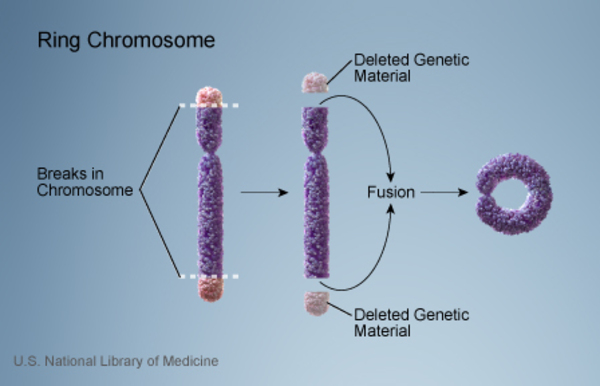 Ring Chromosome
Deleted Genetic
Material
Breaks in
Chromosome
Fusion
Deleted Genetic
Material
U.S. National Library of Medicine